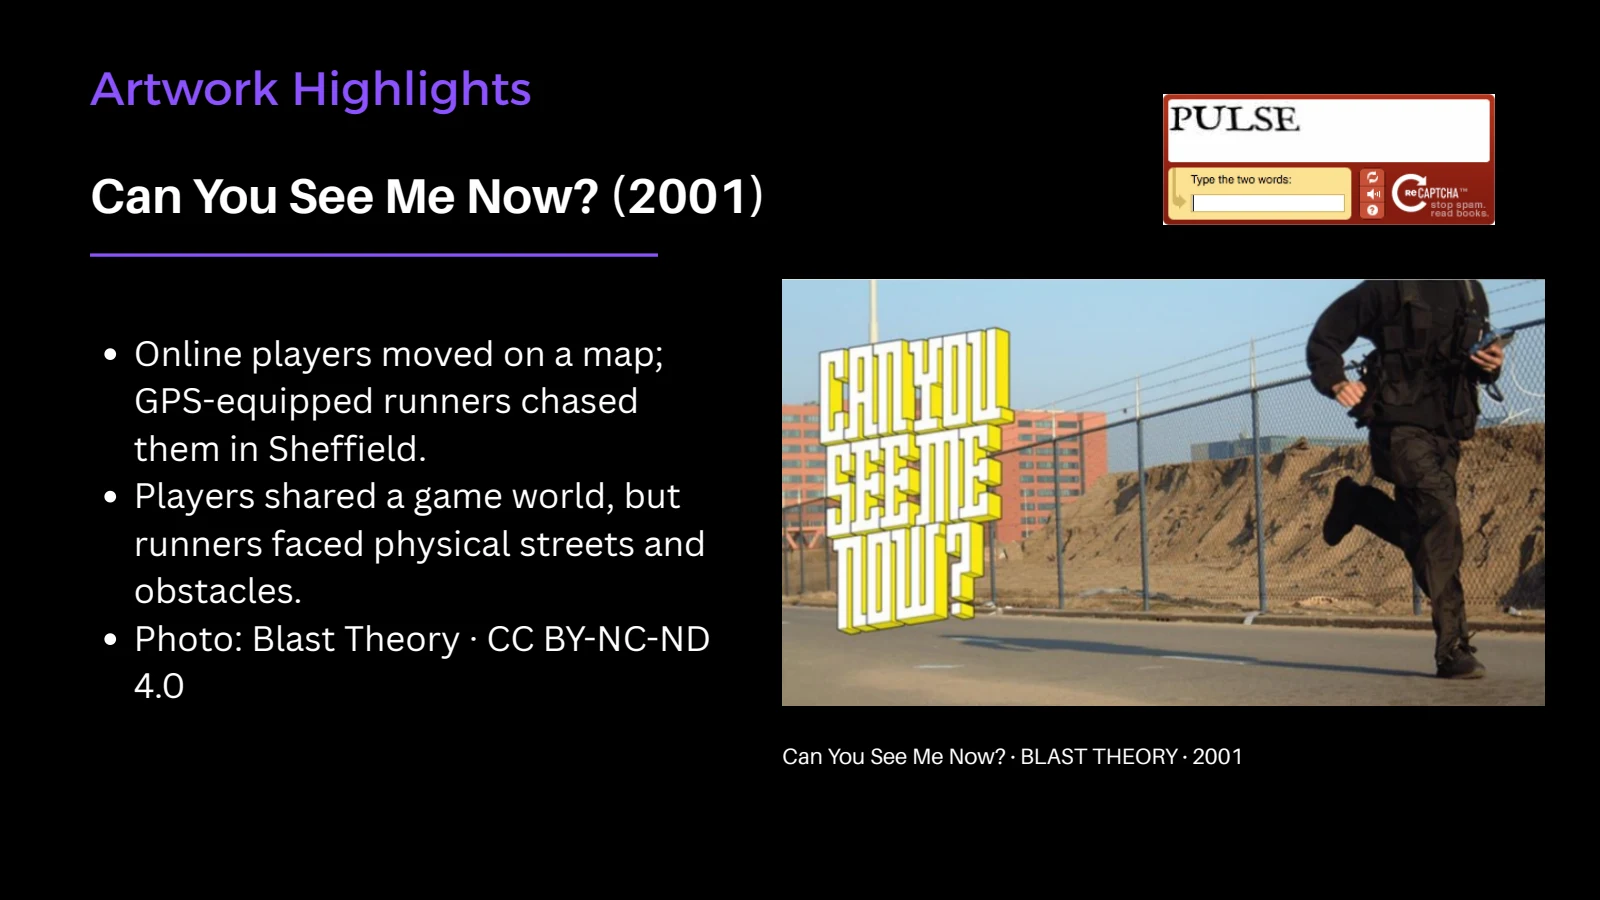 Artwork Highlights
Can You See Me Now? (2001)
PULSE
Type the two words:
reCAPTCHA™
stop spam.
read books.
• Online players moved on a map;
GPS-equipped runners chased
them in Sheffield.
• Players shared a game world, but
runners faced physical streets and
obstacles.
• Photo: Blast Theory · CC BY-NC-ND
4.0
CAN YOU
SEE ME
NOW?
Can You See Me Now? · BLAST THEORY · 2001